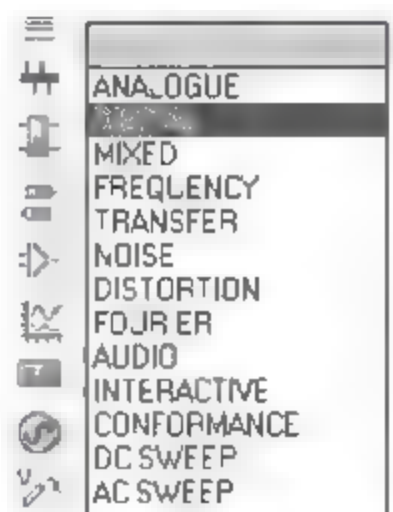 ANALOGUE
MIXED
FREQUENCY
TRANSFER
NOISE
DISTORTION
FOURIER
AUDIO
INTERACTIVE
CONFORMANCE
DC SWEEP
AC SWEEP